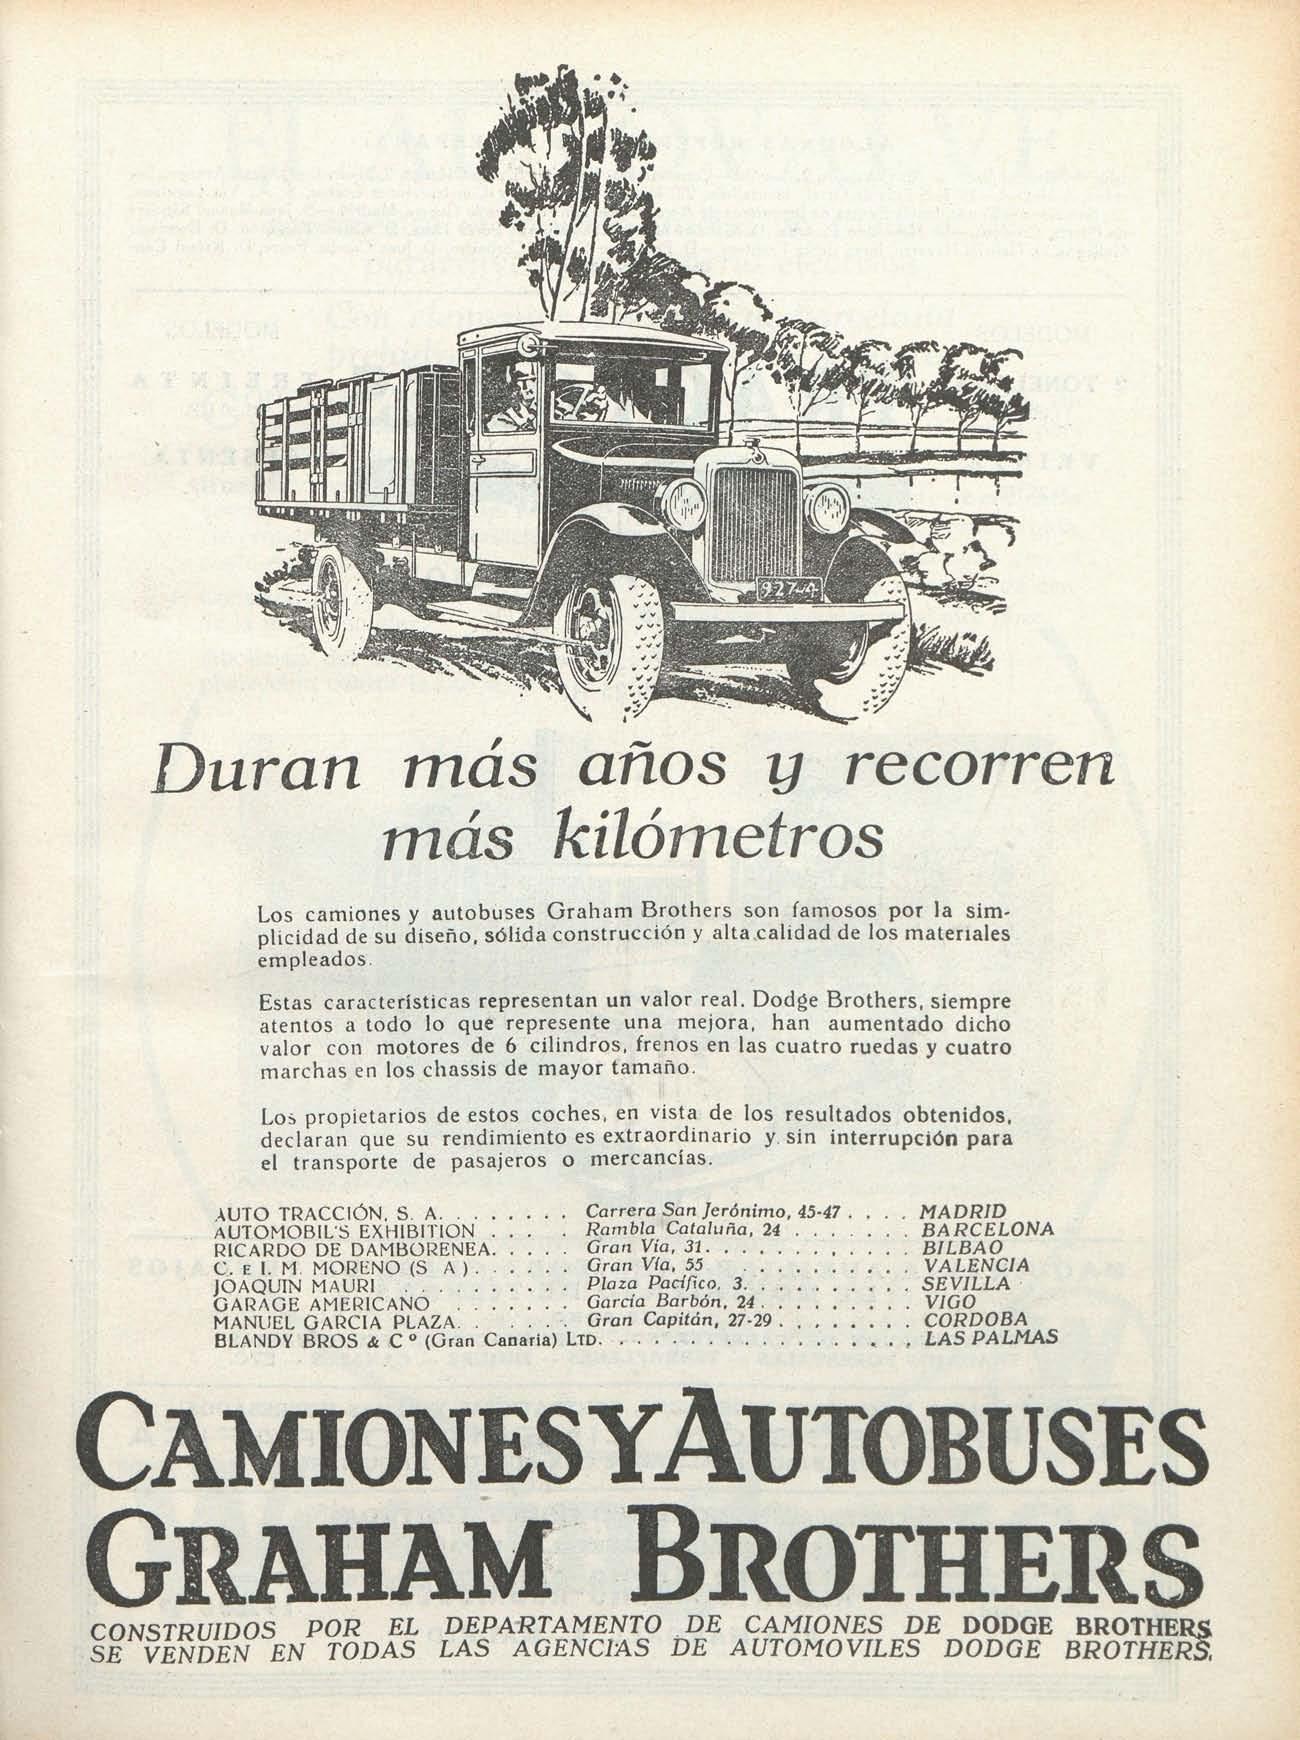 927-4
Duran más años y recorren
más kilómetros
Los camiones y autobuses Graham Brothers son famosos por la sim-
plicidad de su diseño, sólida construcción y alta calidad de los materiales
empleados.
Estas características representan un valor real. Dodge Brothers, siempre
atentos a todo lo que represente una mejora, han aumentado dicho
valor con motores de 6 cilindros, frenos en las cuatro ruedas y cuatro
marchas en los chassis de mayor tamaño.
Los propietarios de estos coches, en vista de los resultados obtenidos,
declaran que su rendimiento es extraordinario y sin interrupción para
el transporte de pasajeros o mercancías.
AUTO TRACCIÓN, S. A. . . . . . . . . Carrera San Jerónimo, 45-47 . . . . MADRID
AUTOMOBIL'S EXHIBITION . . . . . Rambla Cataluña, 24 . . . . . . . BARCELONA
RICARDO DE DAMBORENEA. . . . . Gran Vía, 31. . . . . . . . . . . . BILBAO
C. E I. M. MORENO (S A) . . . . . . Gran Vía, 55 . . . . . . . . . . VALENCIA
JOAQUIN MAURI . . . . . . . . . . Plaza Pacífico, 3. . . . . . . . . . SEVILLA
GARAGE AMERICANO . . . . . . . García Barbón, 24. . . . . . . . . VIGO
MANUEL GARCIA PLAZA. . . . . . . Gran Capitán, 27-29 . . . . . . . . CORDOBA
BLANDY BROS & Cº (Gran Canaria) LTD. . . . . . . . . . . . . . . . . . LAS PALMAS
CAMIONES Y AUTOBUSES
GRAHAM BROTHERS
CONSTRUIDOS POR EL DEPARTAMENTO DE CAMIONES DE DODGE BROTHERS
SE VENDEN EN TODAS LAS AGENCIAS DE AUTOMOVILES DODGE BROTHERS.